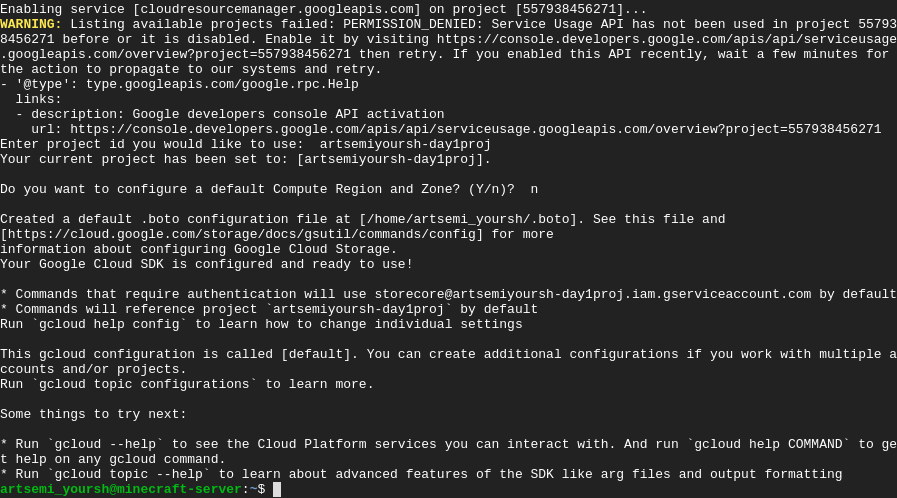 Enabling service [cloudresourcemanager.googleapis.com] on project [557938456271]...
WARNING: Listing available projects failed: PERMISSION_DENIED: Service Usage API has not been used in project 55793
8456271 before or it is disabled. Enable it by visiting https://console.developers.google.com/apis/api/serviceusage
.googleapis.com/overview?project=557938456271 then retry. If you enabled this API recently, wait a few minutes for
the action to propagate to our systems and retry.
- '@type': type.googleapis.com/google.rpc.Help
  links:
  - description: Google developers console API activation
    url: https://console.developers.google.com/apis/api/serviceusage.googleapis.com/overview?project=557938456271
Enter project id you would like to use:  artsemiyoursh-day1proj
Your current project has been set to: [artsemiyoursh-day1proj].

Do you want to configure a default Compute Region and Zone? (Y/n)?  n

Created a default .boto configuration file at [/home/artsemi_yoursh/.boto]. See this file and
[https://cloud.google.com/storage/docs/gsutil/commands/config] for more
information about configuring Google Cloud Storage.
Your Google Cloud SDK is configured and ready to use!

* Commands that require authentication will use storecore@artsemiyoursh-day1proj.iam.gserviceaccount.com by default
* Commands will reference project `artsemiyoursh-day1proj` by default
Run `gcloud help config` to learn how to change individual settings

This gcloud configuration is called [default]. You can create additional configurations if you work with multiple a
ccounts and/or projects.
Run `gcloud topic configurations` to learn more.

Some things to try next:

* Run `gcloud --help` to see the Cloud Platform services you can interact with. And run `gcloud help COMMAND` to ge
t help on any gcloud command.
* Run `gcloud topic --help` to learn about advanced features of the SDK like arg files and output formatting
artsemi_yoursh@minecraft-server:~$